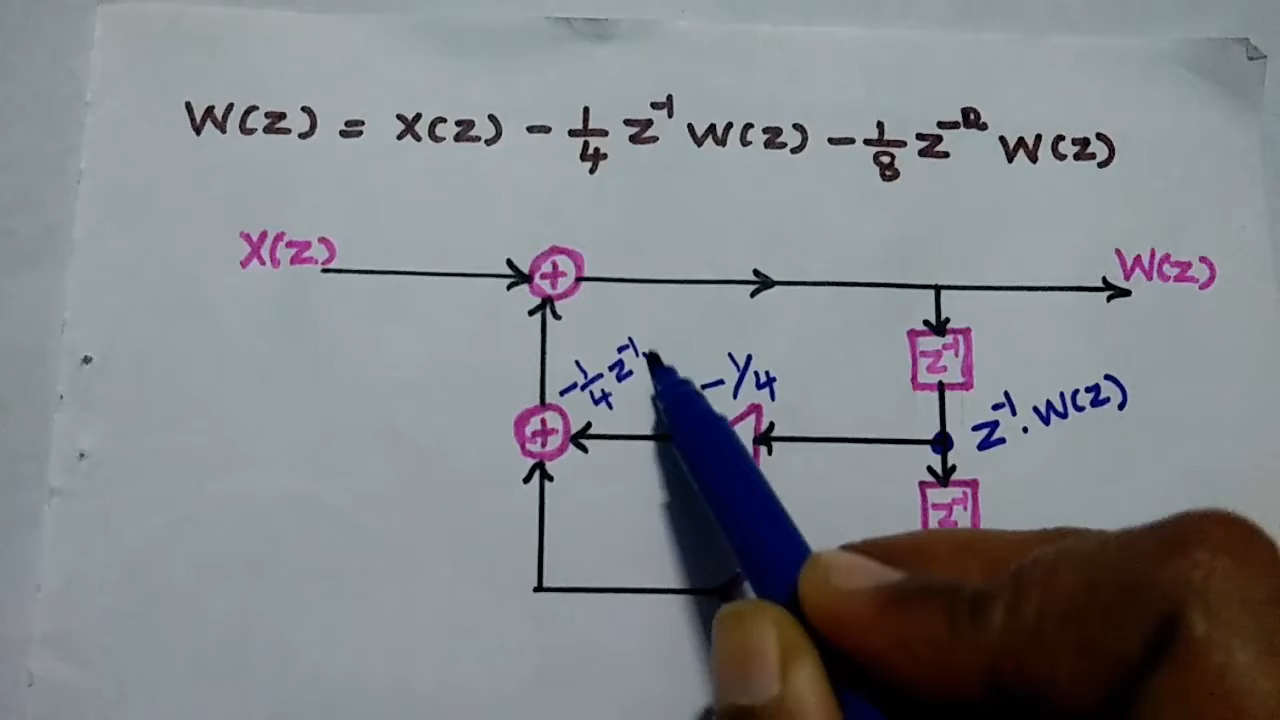 W(z) = X(z) - 1/4 z⁻¹ W(z) - 1/8 z⁻² W(z)
X(z)
+
W(z)
z⁻¹
-1/4 z⁻¹
-1/4
z⁻¹. W(z)
+
z⁻¹